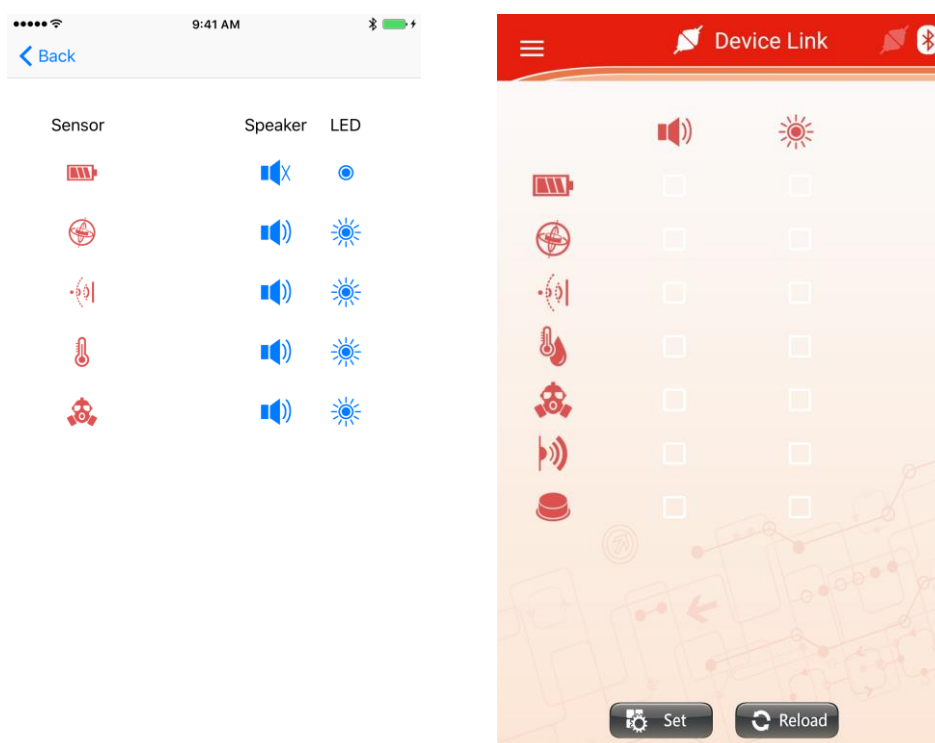 9:41 AM
Back
Sensor Speaker LED
Device Link
Set Reload